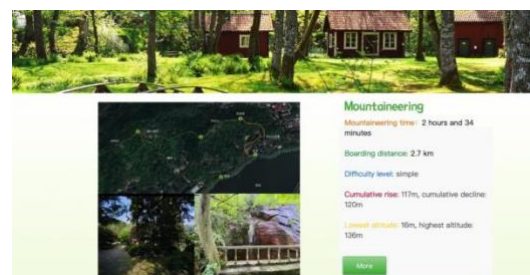 Mountaineering
Mountaineering time： 2 hours and 34
minutes
Boarding distance: 2.7 km
Difficulty level: simple
Cumulative rise: 117m, cumulative decline:
120m
Lowest altitude: 16m, highest altitude:
136m
More